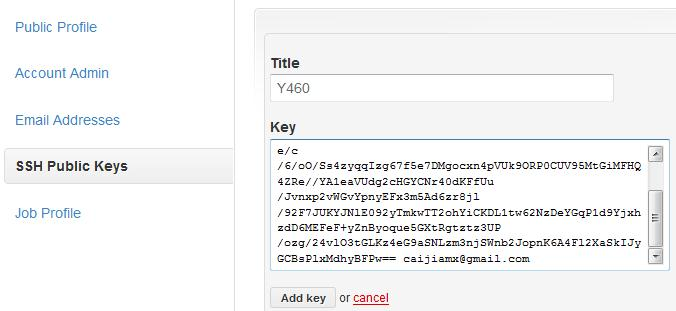 Public Profile
Account Admin
Email Addresses
SSH Public Keys
Job Profile
Title
Y460
Key
e/c
/6/oO/Ss4zyqqIzg67f5e7DMgocxn4pVUk9ORP0CUV95MtGiMFHQ
4ZRe//YA1eaVUdg2cHGYCNr40dKFfUu
/Jvnxp2vWGvYpnyEFx3m5Ad6zr8jl
/92F7JUKYJNlE092yTmkwTT2ohYiCKDL1tw62NzDeYGqP1d9Yjxh
zdD6MEFeF+yZnByoque5GXtRgtztz3UP
/ozg/24vlO3tGLKz4eG9aSNLzm3njSWnb2JopnK6A4Fl2XaSkIJy
GCBsPlxMdhyBFPw== caijiamx@gmail.com
Add key or cancel